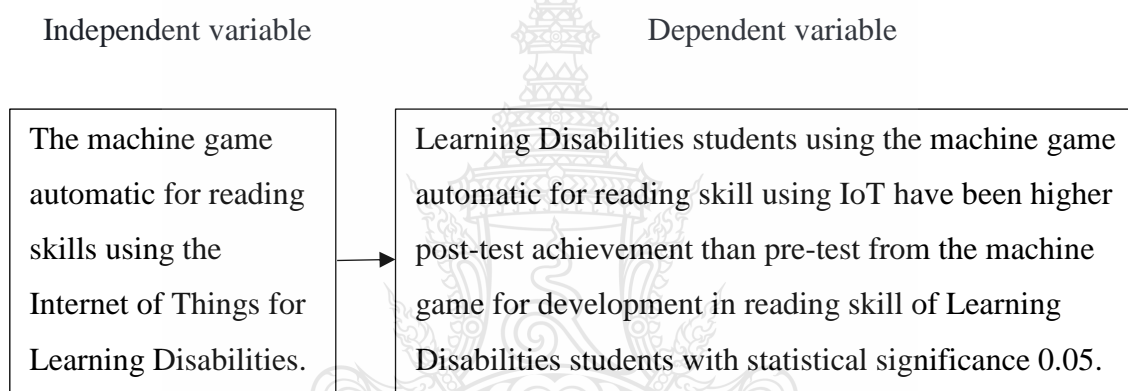 Independent variable
Dependent variable
The machine game
automatic for reading
skills using the
Internet of Things for
Learning Disabilities.
Learning Disabilities students using the machine game
automatic for reading skill using IoT have been higher
post-test achievement than pre-test from the machine
game for development in reading skill of Learning
Disabilities students with statistical significance 0.05.